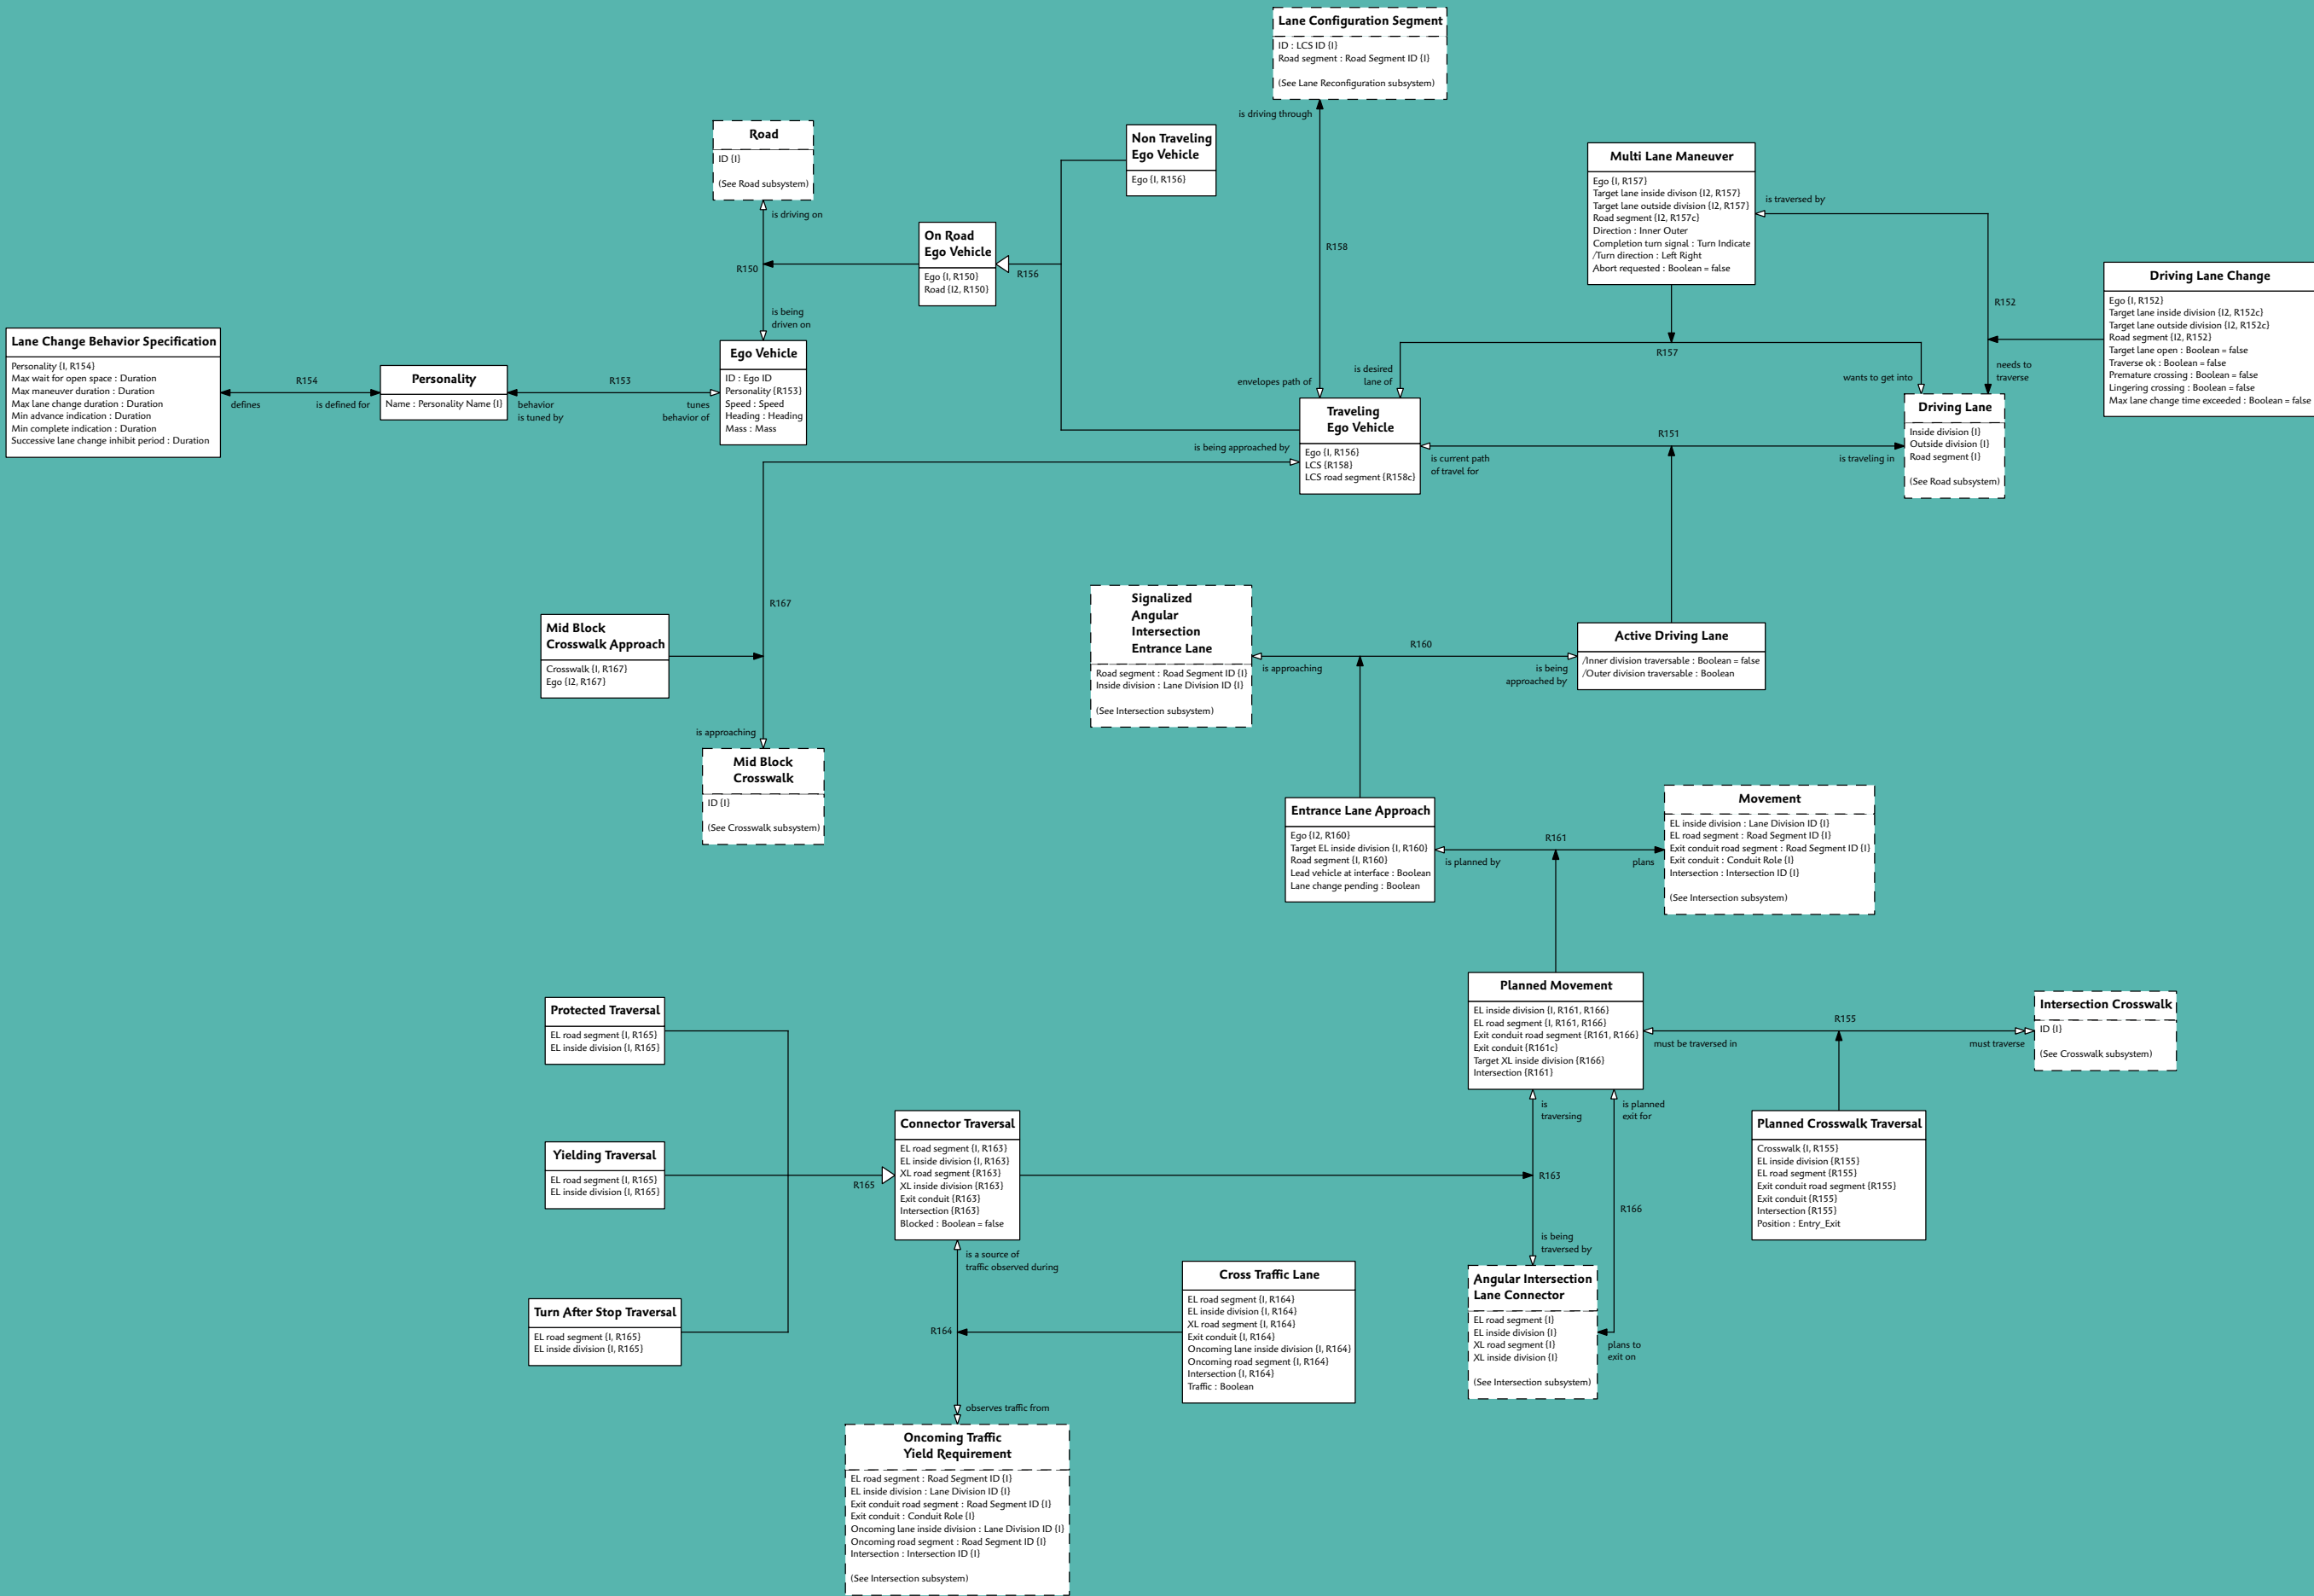 Lane Configuration Segment
ID : LCS ID {I}
Road segment : Road Segment ID {I}
(See Lane Reconfiguration subsystem)
is driving through
R158
envelopes path of
Road
ID {I}
(See Road subsystem)
is driving on
R150
is being
driven on
Non Traveling
Ego Vehicle
Ego {I, R156}
On Road
Ego Vehicle
Ego {I, R150}
Road {I2, R150}
R156
Multi Lane Maneuver
Ego {I, R157}
Target lane inside divison {I2, R157}
Target lane outside division {I2, R157}
Road segment {I2, R157c}
Direction : Inner Outer
Completion turn signal : Turn Indicate
/Turn direction : Left Right
Abort requested : Boolean = false
is traversed by
R152
needs to
traverse
Driving Lane Change
Ego {I, R152}
Target lane inside division {I2, R152c}
Target lane outside division {I2, R152c}
Road segment {I2, R152}
Target lane open : Boolean = false
Traverse ok : Boolean = false
Premature crossing : Boolean = false
Lingering crossing : Boolean = false
Max lane change time exceeded : Boolean = false
R157
is desired
lane of
wants to get into
Lane Change Behavior Specification
Personality {I, R154}
Max wait for open space : Duration
Max maneuver duration : Duration
Max lane change duration : Duration
Min advance indication : Duration
Min complete indication : Duration
Successive lane change inhibit period : Duration
R154
defines
is defined for
Personality
Name : Personality Name {I}
R153
behavior
is tuned by
tunes
behavior of
Ego Vehicle
ID : Ego ID
Personality {R153}
Speed : Speed
Heading : Heading
Mass : Mass
Traveling
Ego Vehicle
Ego {I, R156}
LCS {R158}
LCS road segment {R158c}
is being approached by
R151
is current path
of travel for
is traveling in
Driving Lane
Inside division {I}
Outside division {I}
Road segment {I}
(See Road subsystem)
R167
Mid Block
Crosswalk Approach
Crosswalk {I, R167}
Ego {I2, R167}
is approaching
Mid Block
Crosswalk
ID {I}
(See Crosswalk subsystem)
Signalized
Angular
Intersection
Entrance Lane
Road segment : Road Segment ID {I}
Inside division : Lane Division ID {I}
(See Intersection subsystem)
R160
is approaching
is being
approached by
Active Driving Lane
/Inner division traversable : Boolean = false
/Outer division traversable : Boolean
Entrance Lane Approach
Ego {I2, R160}
Target EL inside division {I, R160}
Road segment {I, R160}
Lead vehicle at interface : Boolean
Lane change pending : Boolean
R161
is planned by
plans
Movement
EL inside division : Lane Division ID {I}
EL road segment : Road Segment ID {I}
Exit conduit road segment : Road Segment ID {I}
Exit conduit : Conduit Role {I}
Intersection : Intersection ID {I}
(See Intersection subsystem)
Planned Movement
EL inside division {I, R161, R166}
EL road segment {I, R161, R166}
Exit conduit road segment {R161, R166}
Exit conduit {R161c}
Target XL inside division {R166}
Intersection {R161}
R155
must be traversed in
must traverse
Intersection Crosswalk
ID {I}
(See Crosswalk subsystem)
Planned Crosswalk Traversal
Crosswalk {I, R155}
EL inside division {R155}
EL road segment {R155}
Exit conduit road segment {R155}
Exit conduit {R155}
Intersection {R155}
Position : Entry_Exit
Protected Traversal
EL road segment {I, R165}
EL inside division {I, R165}
Yielding Traversal
EL road segment {I, R165}
EL inside division {I, R165}
Turn After Stop Traversal
EL road segment {I, R165}
EL inside division {I, R165}
R165
Connector Traversal
EL road segment {I, R163}
EL inside division {I, R163}
XL road segment {R163}
XL inside division {R163}
Exit conduit {R163}
Intersection {R163}
Blocked : Boolean = false
is
traversing
is planned
exit for
R163
R166
is being
traversed by
plans to
exit on
Angular Intersection
Lane Connector
EL road segment {I}
EL inside division {I}
XL road segment {I}
XL inside division {I}
(See Intersection subsystem)
is a source of
traffic observed during
R164
observes traffic from
Cross Traffic Lane
EL road segment {I, R164}
EL inside division {I, R164}
XL road segment {I, R164}
Exit conduit {I, R164}
Oncoming lane inside division {I, R164}
Oncoming road segment {I, R164}
Intersection {I, R164}
Traffic : Boolean
Oncoming Traffic
Yield Requirement
EL road segment : Road Segment ID {I}
EL inside division : Lane Division ID {I}
Exit conduit road segment : Road Segment ID {I}
Exit conduit : Conduit Role {I}
Oncoming lane inside division : Lane Division ID {I}
Oncoming road segment : Road Segment ID {I}
Intersection : Intersection ID {I}
(See Intersection subsystem)